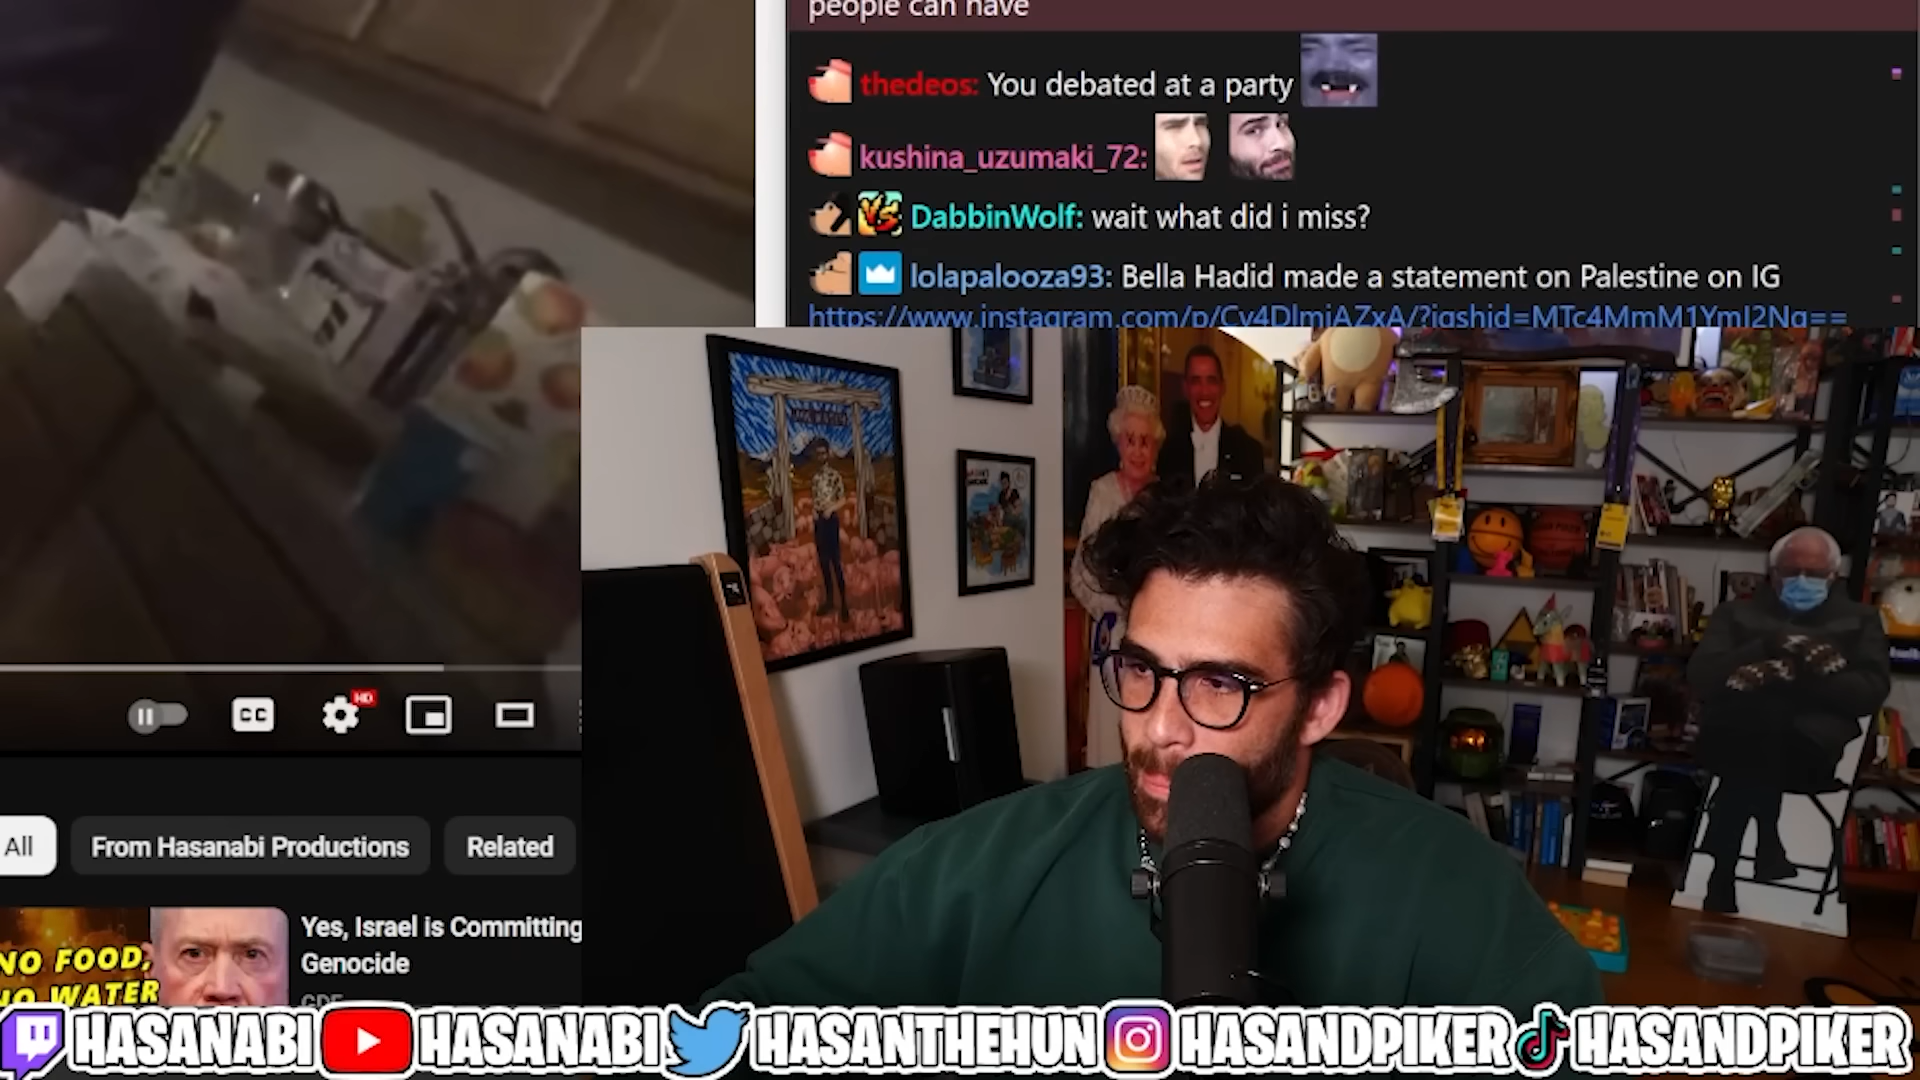 people can have
thedeos: You debated at a party
kushina_uzumaki_72:
VS DabbinWolf: wait what did i miss?
lolapalooza93: Bella Hadid made a statement on Palestine on IG
https://www.instagram.com/p/Cy4DlmjAZxA/?igshid=MTc4MmM1YmI2Ng==
CC
HD
All
From Hasanabi Productions
Related
Yes, Israel is Committing
Genocide
NO FOOD,
NO WATER
HASANABI HASANABI HASANTHEHUN HASANDPIKER HASANDPIKER